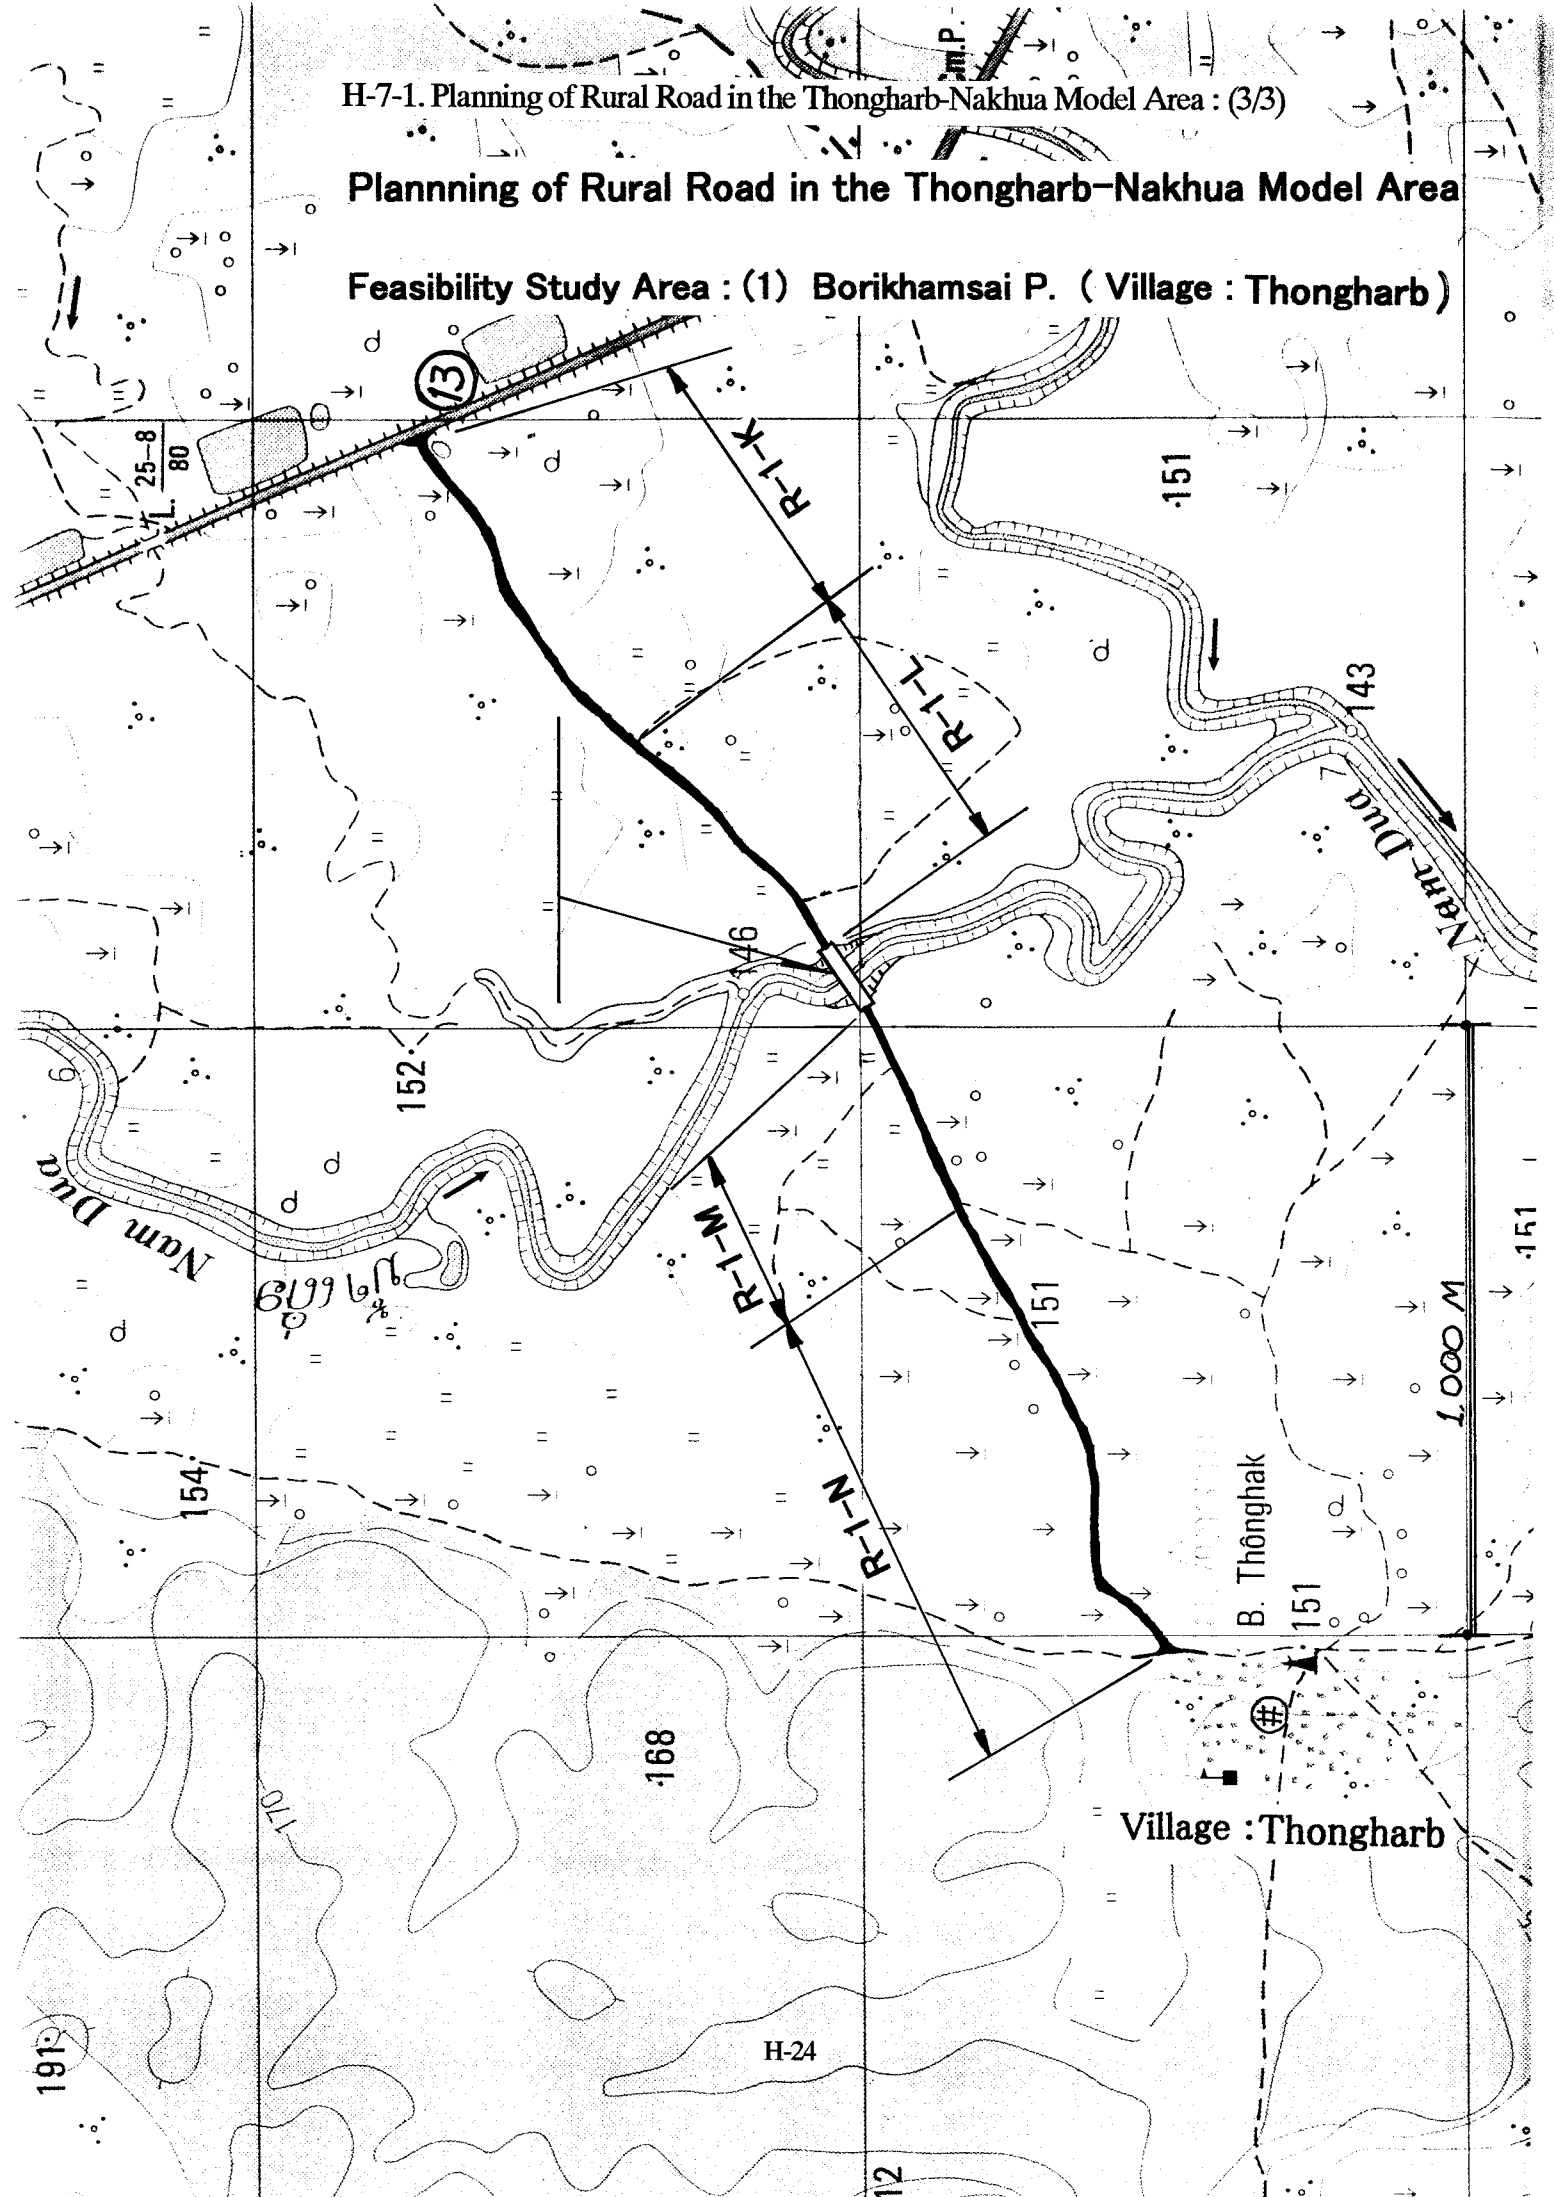 m.P.
H-7-1. Planning of Rural Road in the Thongharb-Nakhua Model Area : (3/3)
Plannning of Rural Road in the Thongharb-Nakhua Model Area
Feasibility Study Area : (1) Borikhamsai P. ( Village : Thongharb )
13
L. 25-8
80
R-1-K
151
R-1-L
143
7
Nam Dua
146
7
152
6
Nam Dua
R-1-M
151
151
1,000 M
154
R-1-N
B. Thônghak
151
168
170
Village : Thongharb
191
H-24
12